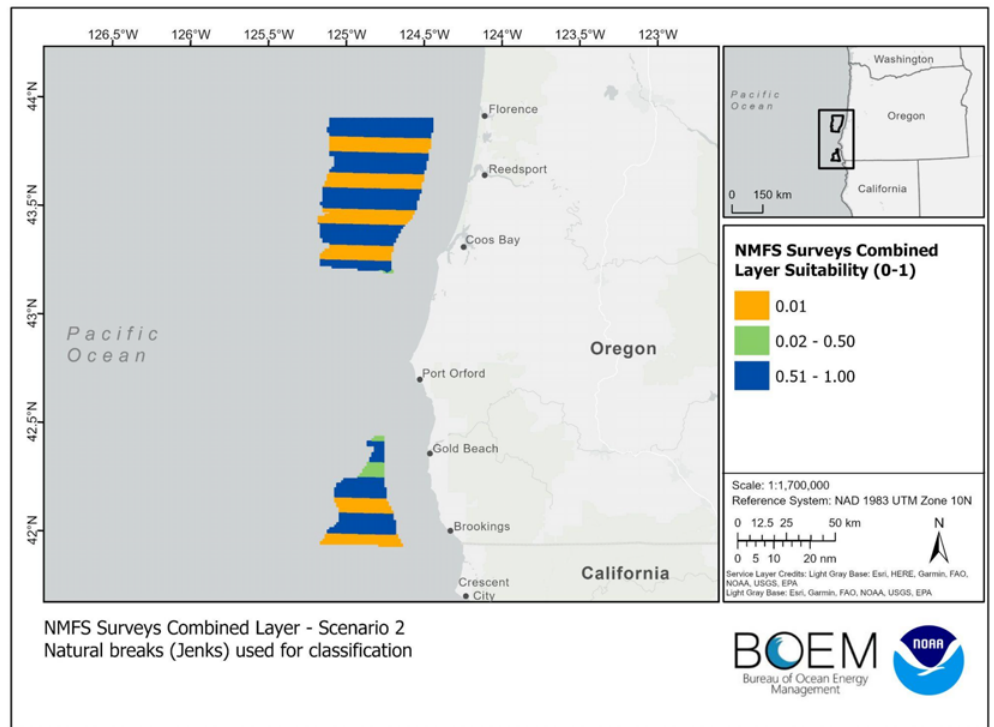 126,5°W 126°W 125,5°W 125°W 124,5°W 124°W 123,5°W 123°W
44°N
43,5°N
43°N
42,5°N
42°N
Florence
Reedsport
Coos Bay
Pacific
Ocean
Oregon
Port Orford
Gold Beach
Brookings
California
Crescent
City
Washington
Pacific
Ocean
Oregon
0 150 km
California
NMFS Surveys Combined
Layer Suitability (0-1)
0.01
0.02 - 0.50
0.51 - 1.00
Scale: 1:1,700,000
Reference System: NAD 1983 UTM Zone 10N
0 12.5 25 50 km
N
0 5 10 20 nm
Service Layer Credits: Light Gray Base: Esri, HERE, Garmin, FAO,
NOAA, USGS, EPA
Light Gray Base: Esri, Garmin, FAO, NOAA, USGS, EPA
NMFS Surveys Combined Layer - Scenario 2
Natural breaks (Jenks) used for classification
BOEM
Bureau of Ocean Energy
Management
NOAA